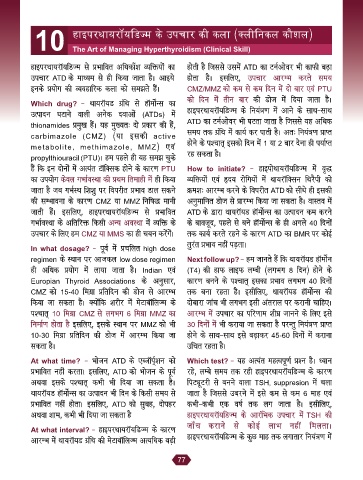 10 हाइपरथायरॉयडिज्म के उपचार की कला (क्लीनिकल कौशल)
The Art of Managing Hyperthyroidism (Clinical Skill)
हाइपरथायरॉयडिज्म से प्रभावित अधिकाँश व्यक्तियों का
उपचार ATD के माध्यम से ही किया जाता है। आइये
इनके प्रयोग की व्यवहारिक कला को समझते हैं।
Which drug? - थायरॉयड ग्रंथि से हॉर्मोन्स का
उत्पादन घटाने वाली अनेक दवाओं (ATDs) में
thionamides प्रमुख हैं। यह मुख्यतः दो प्रकार की हैं,
carbimazole (CMZ) (या इसकी active
metabolite, methimazole, MMZ) एवं
propylthiouracil (PTU)। हम पहले ही यह समझ चुके
हैं कि इन दोनों में अत्यंत टॉक्सिक होने के कारण PTU
का उपयोग केवल गर्भावस्था की प्रथम तिमाही में ही किया
जाता है जब गर्भस्थ शिशु पर विपरीत प्रभाव डाल सकने
की सम्भावना के कारण CMZ या MMZ निषिद्ध मानी
जाती हैं। इसलिए, हाइपरथायरॉयडिज्म से प्रभावित
गर्भावस्था के अतिरिक्त किसी अन्य अवस्था में व्यक्ति के
उपचार के लिए हम CMZ या MMS का ही चयन करेंगें।
In what dosage? - पूर्व में प्रचलित high dose
regimen के स्थान पर आजकल low dose regimen
ही अधिक प्रयोग में लाया जाता है। Indian एवं
Europian Thyroid Associations के अनुसार,
CMZ को 15-40 मिग्रा प्रतिदिन की डोज से आरम्भ
किया जा सकता है। क्योंकि शरीर में मेटाबॉलिज्म के
पश्चात् 10 मिग्रा CMZ से लगभग 6 मिग्रा MMZ का
निर्माण होता है इसलिए, इसके स्थान पर MMZ को भी
10-30 मिग्रा प्रतिदिन की डोज में आरम्भ किया जा
सकता है।
At what time? - भोजन ATD के एब्जॉर्प्शन को
प्रभावित नहीं करता। इसलिए, ATD को भोजन के पूर्व
अथवा इसके पश्चात् कभी भी दिया जा सकता है।
थायरॉयड हॉर्मोन्स का उत्पादन भी दिन के किसी समय से
प्रभावित नहीं होता। इसलिए, ATD को सुबह, दोपहर
अथवा शाम, कभी भी दिया जा सकता है
At what interval? - हाइपरथायरॉयडिज्म के कारण
आरम्भ में थायरॉयड ग्रंथि की मेटाबॉलिज्म अत्यधिक बढ़ी
होती है जिससे उसमें ATD का टर्नओवर भी काफी बढ़ा
होता है। इसलिए, उपचार आरम्भ करते समय
CMZ/MMZ को कम से कम दिन में दो बार एवं PTU
को दिन में तीन बार की डोज में दिया जाता है।
हाइपरथायरॉयडिज्म के नियंत्रण में आने के साथ-साथ
ATD का टर्नओवर भी घटता जाता है जिससे यह अधिक
समय तक ग्रंथि में कार्य कर पाती है। अतः नियंत्रण प्राप्त
होने के पश्चात् इसको दिन में 1 या 2 बार देना ही पर्याप्त
रह सकता है।
How to initiate? - हाइपोथायरॉयडिज्म में वृद्ध
व्यक्तियों एवं हृदय रोगियों में थायरॉक्सिन थिरैपी को
क्रमशः आरम्भ करने के विपरीत ATD को सीधे ही इसकी
अनुमानित डोज से आरम्भ किया जा सकता है। वास्तव में
ATD के द्वारा थायरॉयड हॉर्मोन्स का उत्पादन कम करने
के बावजूद, पहले से बने हॉर्मोन्स के ही अगले 40 दिनों
तक कार्य करते रहने के कारण ATD का BMR पर कोई
तुरंत प्रभाव नहीं पड़ता।
Next follow up? - हम जानते हैं कि थायरॉयड हॉर्मोन
(T4) की हाफ लाइफ लम्बी (लगभग 8 दिन) होने के
कारण बनने के पश्चात् इसका प्रभाव लगभग 40 दिनों
तक बना रहता है। इसीलिए, थायरॉयड हॉर्मोन्स की
दोबारा जांच भी लगभग इसी अंतराल पर करानी चाहिए।
आरम्भ में उपचार का परिणाम शीघ्र जानने के लिए इसे
30 दिनों में भी कराया जा सकता है परन्तु नियंत्रण प्राप्त
होने के साथ-साथ इसे बढ़ाकर 45-60 दिनों में कराना
उचित रहता है।
Which test? - यह अत्यंत महत्वपूर्ण प्रश्न है। ध्यान
रहे, लम्बे समय तक रही हाइपरथायरॉयडिज्म के कारण
पिट्यूटरी से बनने वाला TSH, suppresion में चला
जाता है जिससे उबरने में इसे कम से कम 6 माह एवं
कभी-कभी एक वर्ष तक लग जाता है। इसीलिए,
हाइपरथायरॉयडिज्म के आरंभिक उपचार में TSH की
जाँच कराने से कोई लाभ नहीं मिलता।
हाइपरथायरॉयडिज्म के कुछ माह तक लगातार नियंत्रण में
77